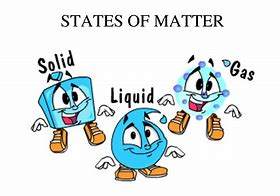 STATES OF MATTER
Solid
Liquid
Gas